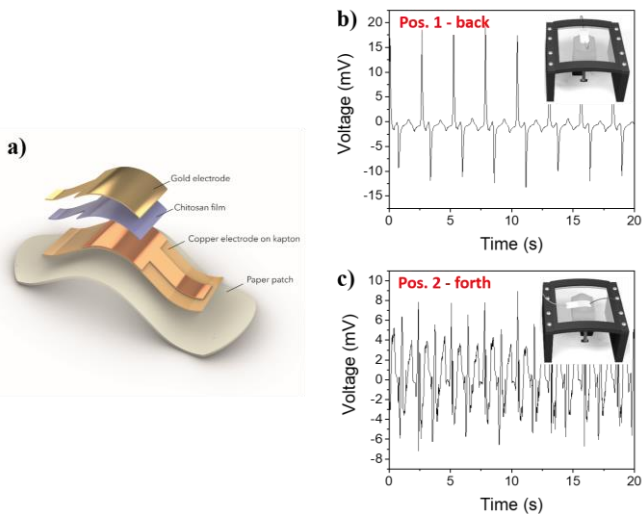 a)
Gold electrode
Chitosan film
Copper electrode on kapton
Paper patch
b)
Pos. 1 - back
Voltage (mV)
20
15
10
5
0
-5
-10
-15
0 5 10 15 20
Time (s)
c)
Pos. 2 - forth
Voltage (mV)
10
8
6
4
2
0
-2
-4
-6
-8
0 5 10 15 20
Time (s)